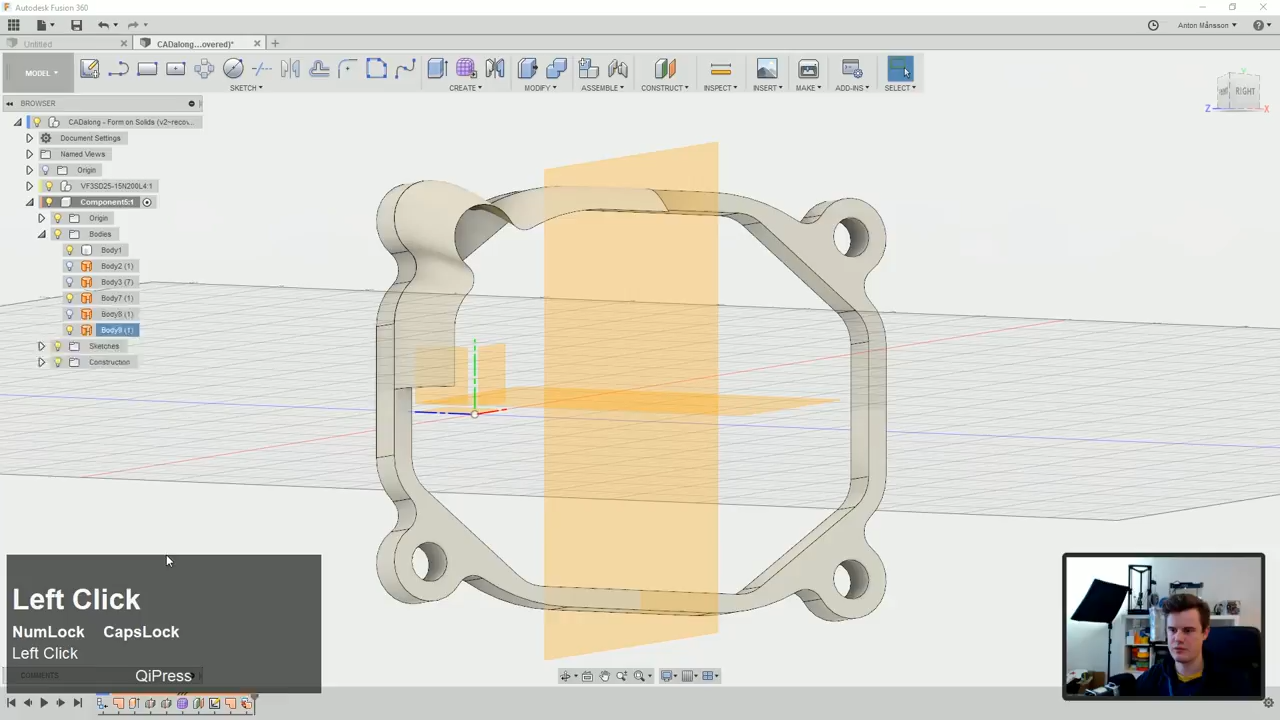 Autodesk Fusion 360
Anton Månsson
Untitled
CADalong...overed)*
MODEL
SKETCH
CREATE
MODIFY
ASSEMBLE
CONSTRUCT
INSPECT
INSERT
MAKE
ADD-INS
SELECT
BROWSER
RIGHT
Z
X
CADalong - Form on Solids (v2~recov...
Document Settings
Named Views
Origin
VF3SD25-15N200L4:1
Component5:1
Origin
Bodies
Body1
Body2 (1)
Body3 (7)
Body7 (1)
Body8 (1)
Body9 (1)
Sketches
Construction
Left Click
NumLock CapsLock
Left Click
COMMENTS
QiPress